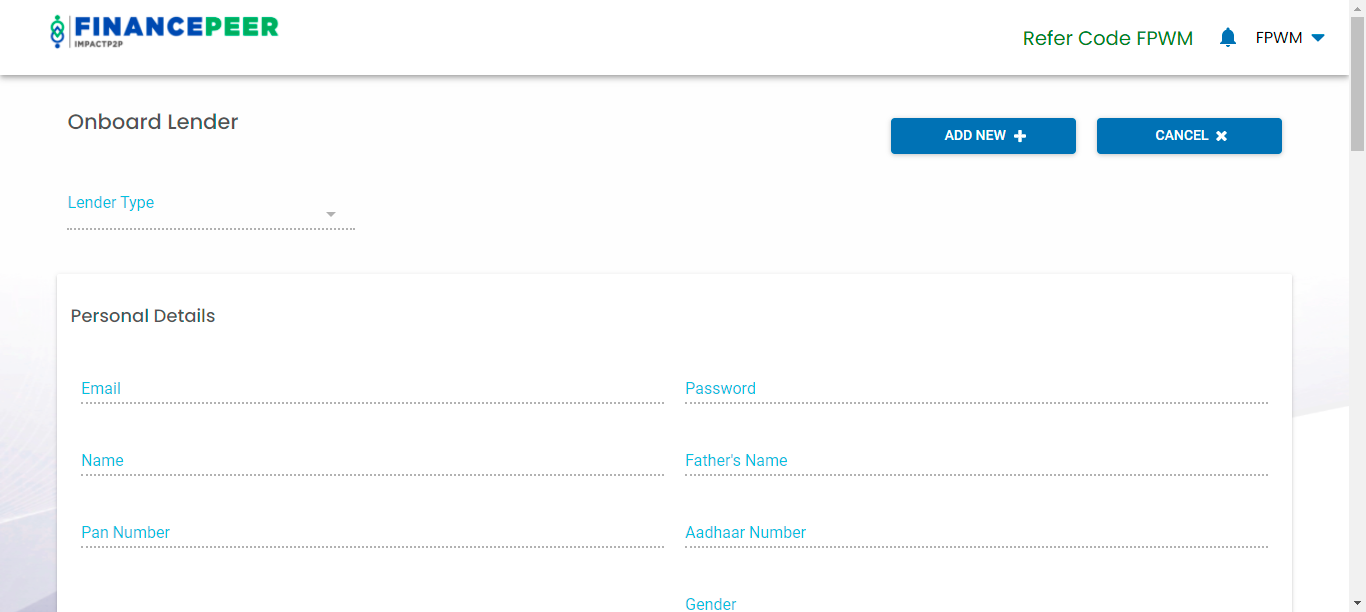 FINANCEPEER
IMPACTP2P
Refer Code FPWM
FPWM
Onboard Lender
ADD NEW
CANCEL
Lender Type
Personal Details
Email
Password
Name
Father's Name
Pan Number
Aadhaar Number
Gender